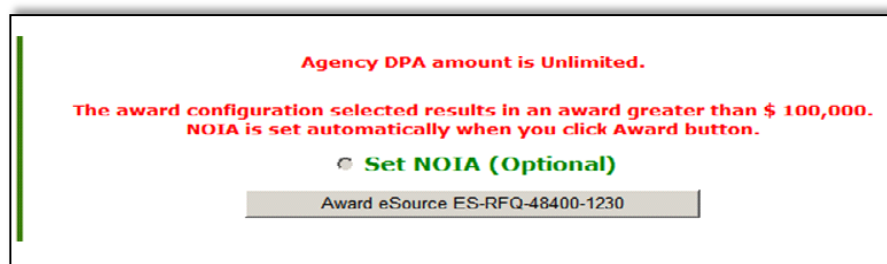 Agency DPA amount is Unlimited.
The award configuration selected results in an award greater than $ 100,000.
NOIA is set automatically when you click Award button.
Set NOIA (Optional)
Award eSource ES-RFQ-48400-1230